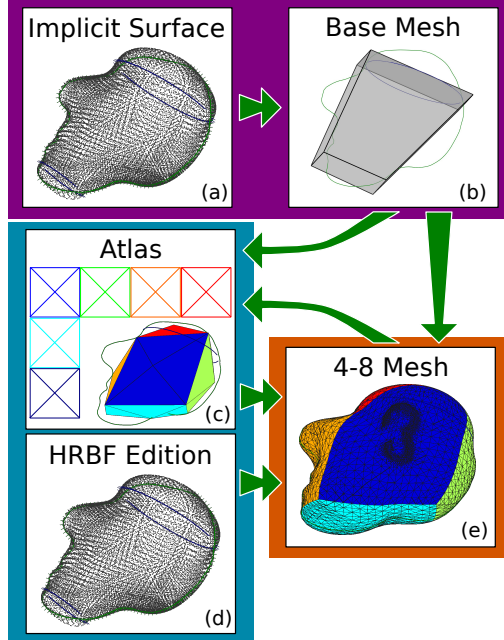 Implicit Surface
(a)
Base Mesh
(b)
Atlas
(c)
HRBF Edition
(d)
4-8 Mesh
3
(e)